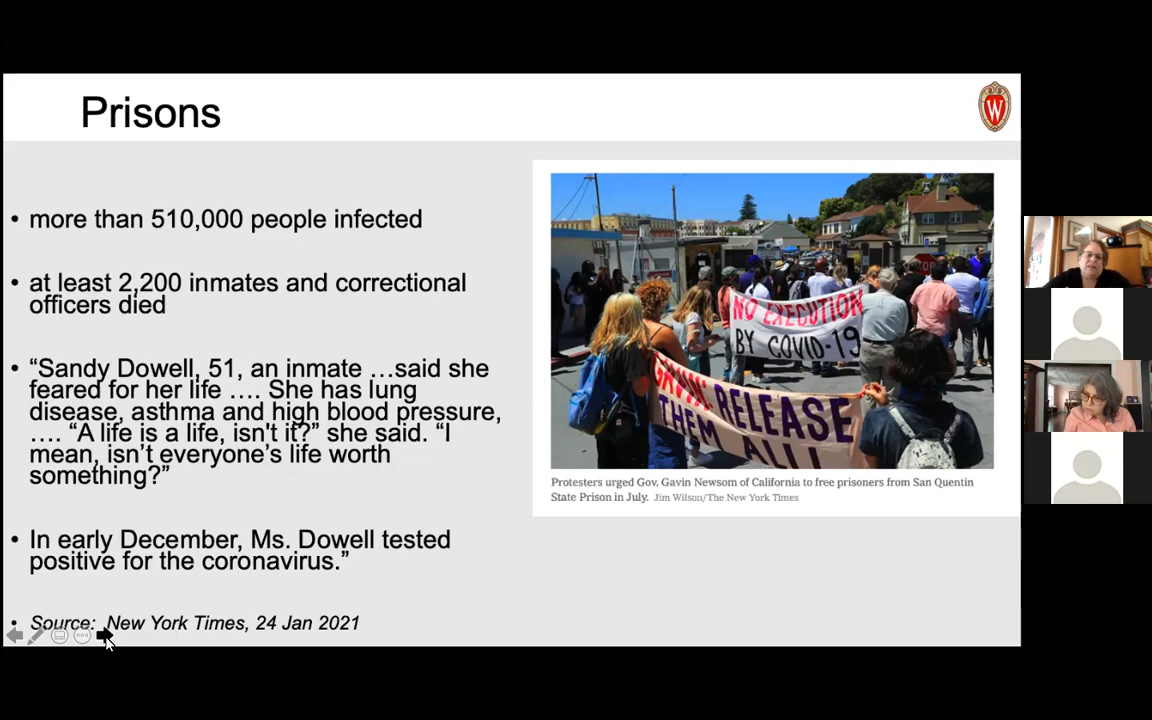 Prisons
W
• more than 510,000 people infected
• at least 2,200 inmates and correctional
officers died
• “Sandy Dowell, 51, an inmate …said she
feared for her life …. She has lung
disease, asthma and high blood pressure,
…. “A life is a life, isn't it?” she said. “I
mean, isn’t everyone’s life worth
something?”
• In early December, Ms. Dowell tested
positive for the coronavirus.”
• Source: New York Times, 24 Jan 2021
STOP
NO EXECUTION
BY COVID-19
GAVIN RELEASE
THEM ALL!
Protesters urged Gov. Gavin Newsom of California to free prisoners from San Quentin
State Prison in July. Jim Wilson/The New York Times